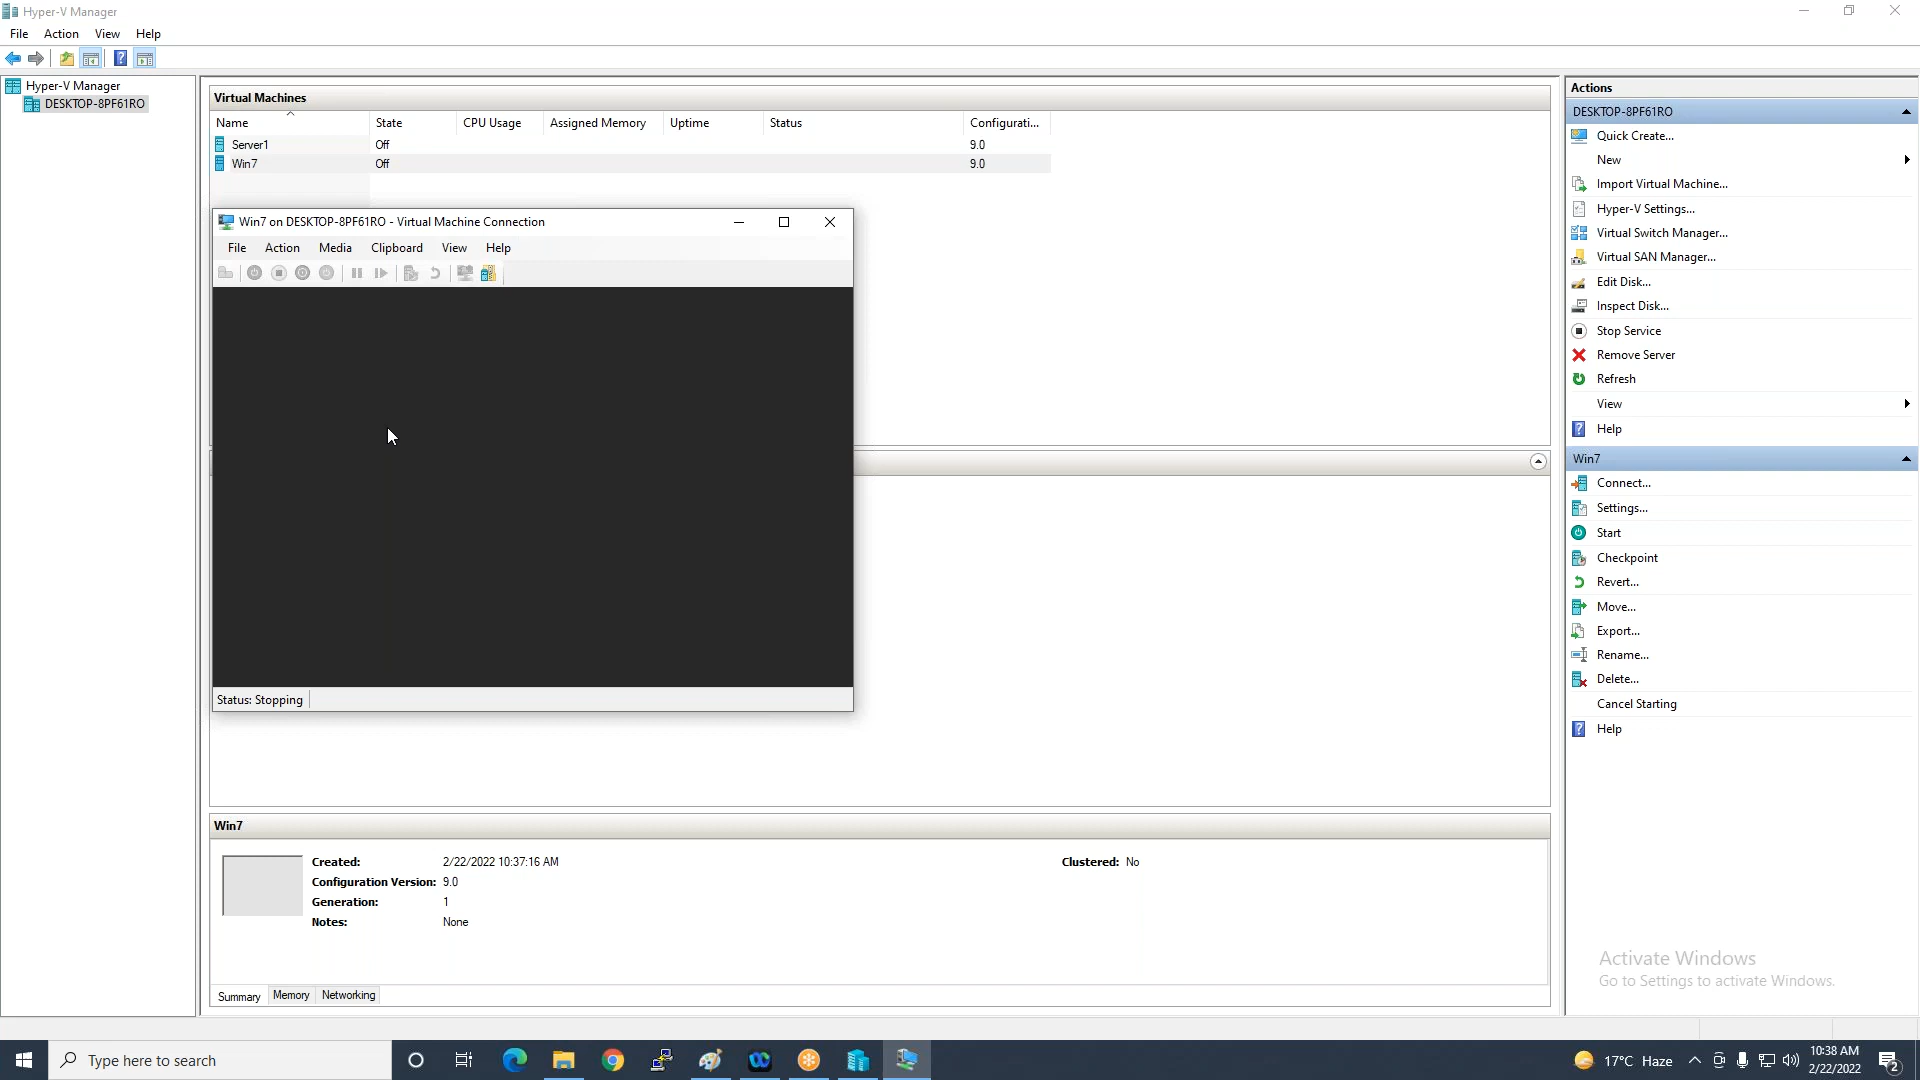 Hyper-V Manager
File Action View Help
Hyper-V Manager
DESKTOP-8PF61RO
Virtual Machines
Name State CPU Usage Assigned Memory Uptime Status Configurati...
Server1 Off 9.0
Win7 Off 9.0
Win7 on DESKTOP-8PF61RO - Virtual Machine Connection
File Action Media Clipboard View Help
Status: Stopping
Win7
Created: 2/22/2022 10:37:16 AM Clustered: No
Configuration Version: 9.0
Generation: 1
Notes: None
Summary Memory Networking
Actions
DESKTOP-8PF61RO
Quick Create...
New
Import Virtual Machine...
Hyper-V Settings...
Virtual Switch Manager...
Virtual SAN Manager...
Edit Disk...
Inspect Disk...
Stop Service
Remove Server
Refresh
View
Help
Win7
Connect...
Settings...
Start
Checkpoint
Revert...
Move...
Export...
Rename...
Delete...
Cancel Starting
Help
Activate Windows
Go to Settings to activate Windows.
Type here to search
17°C Haze
10:38 AM
2/22/2022
2